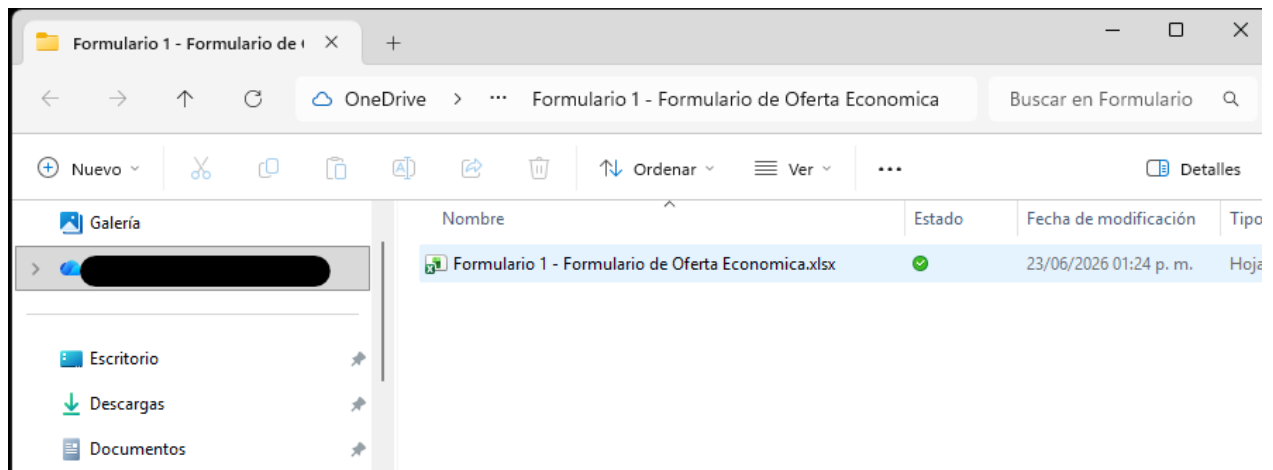 Formulario 1 - Formulario de
OneDrive > ... Formulario 1 - Formulario de Oferta Economica Buscar en Formulario
Nuevo Ordenar Ver ... Detalles
Galería
Nombre Estado Fecha de modificación Tipo
Formulario 1 - Formulario de Oferta Economica.xlsx 23/06/2026 01:24 p. m. Hoja
Escritorio
Descargas
Documentos